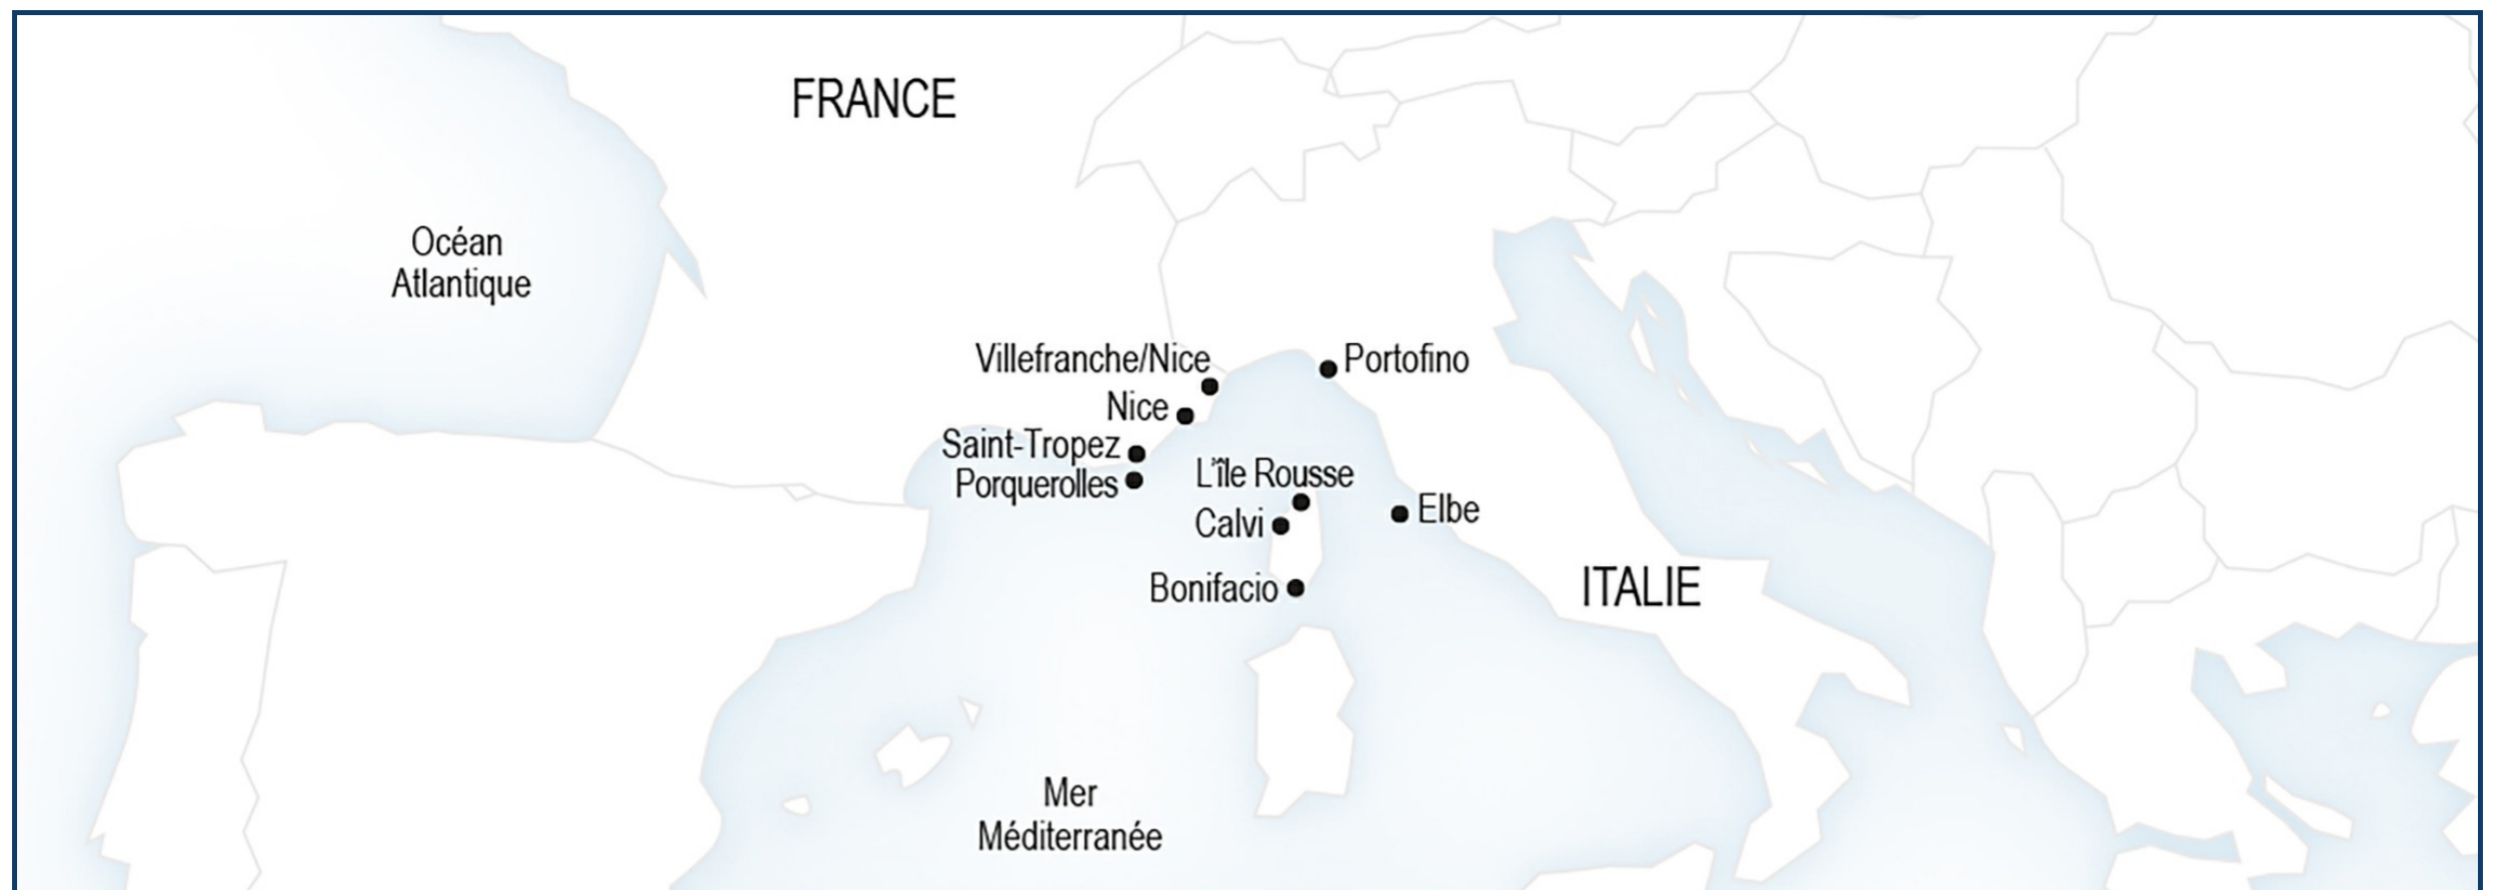 FRANCE
Océan
Atlantique
Villefranche/Nice
Portofino
Nice
Saint-Tropez
L'île Rousse
Porquerolles
Elbe
Calvi
ITALIE
Bonifacio
Mer
Méditerranée